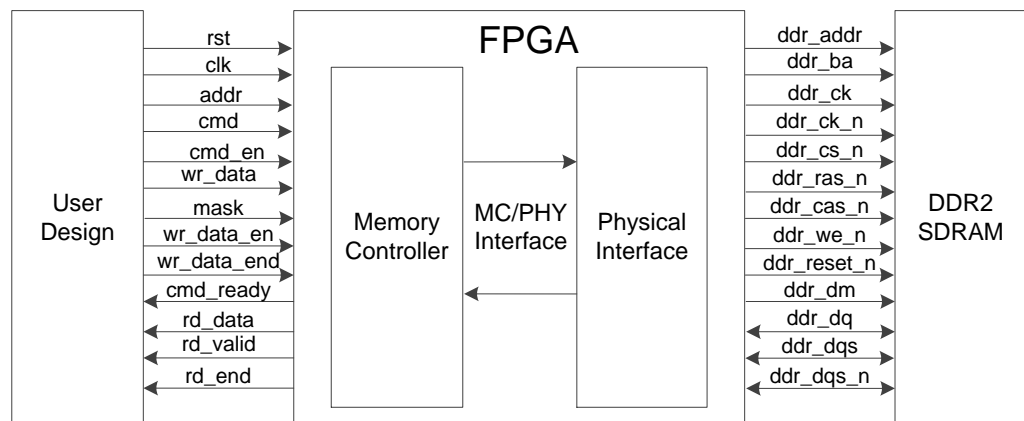 FPGA
rst
clk
addr
cmd
cmd_en
wr_data
mask
wr_data_en
wr_data_end
cmd_ready
rd_data
rd_valid
rd_end
User
Design
Memory
Controller
MC/PHY
Interface
Physical
Interface
ddr_addr
ddr_ba
ddr_ck
ddr_ck_n
ddr_cs_n
ddr_ras_n
ddr_cas_n
ddr_we_n
ddr_reset_n
ddr_dm
ddr_dq
ddr_dqs
ddr_dqs_n
DDR2
SDRAM